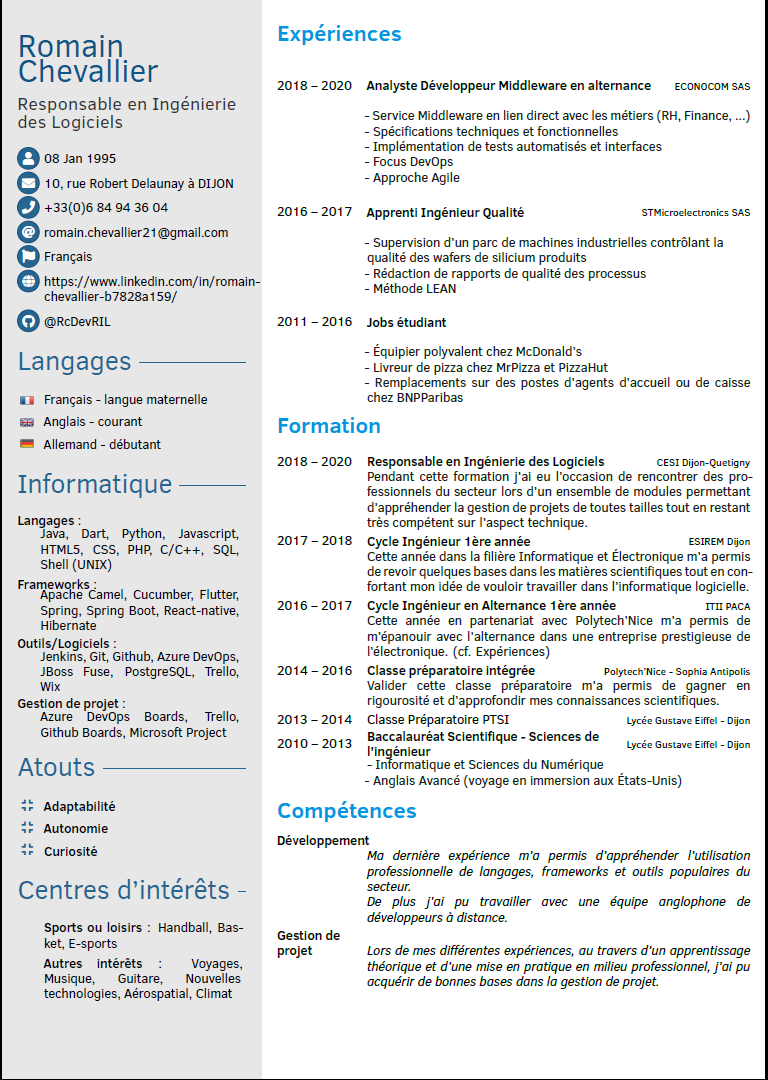 Romain
Chevallier
Responsable en Ingénierie
des Logiciels
08 Jan 1995
10, rue Robert Delaunay à DIJON
+33(0)6 84 94 36 04
romain.chevallier21@gmail.com
Français
https://www.linkedin.com/in/romain-
chevallier-b7828a159/
@RcDevRIL
Langages
Français - langue maternelle
Anglais - courant
Allemand - débutant
Informatique
Langages :
Java, Dart, Python, Javascript,
HTML5, CSS, PHP, C/C++, SQL,
Shell (UNIX)
Frameworks :
Apache Camel, Cucumber, Flutter,
Spring, Spring Boot, React-native,
Hibernate
Outils/Logiciels :
Jenkins, Git, Github, Azure DevOps,
JBoss Fuse, PostgreSQL, Trello,
Wix
Gestion de projet :
Azure DevOps Boards, Trello,
Github Boards, Microsoft Project
Atouts
Adaptabilité
Autonomie
Curiosité
Centres d'intérêts
Sports ou loisirs : Handball, Bas-
ket, E-sports
Autres intérêts : Voyages,
Musique, Guitare, Nouvelles
technologies, Aérospatial, Climat
Expériences
2018 – 2020 Analyste Développeur Middleware en alternance ECONOCOM SAS
- Service Middleware en lien direct avec les métiers (RH, Finance, ...)
- Spécifications techniques et fonctionnelles
- Implémentation de tests automatisés et interfaces
- Focus DevOps
- Approche Agile
2016 – 2017 Apprenti Ingénieur Qualité STMicroelectronics SAS
- Supervision d'un parc de machines industrielles contrôlant la
qualité des wafers de silicium produits
- Rédaction de rapports de qualité des processus
- Méthode LEAN
2011 – 2016 Jobs étudiant
- Équipier polyvalent chez McDonald's
- Livreur de pizza chez MrPizza et PizzaHut
- Remplacements sur des postes d'agents d'accueil ou de caisse
chez BNPParibas
Formation
2018 – 2020 Responsable en Ingénierie des Logiciels CESI Dijon-Quetigny
Pendant cette formation j'ai eu l'occasion de rencontrer des pro-
fessionnels du secteur lors d'un ensemble de modules permettant
d'appréhender la gestion de projets de toutes tailles tout en restant
très compétent sur l'aspect technique.
2017 – 2018 Cycle Ingénieur 1ère année ESIREM Dijon
Cette année dans la filière Informatique et Électronique m'a permis
de revoir quelques bases dans les matières scientifiques tout en con-
fortant mon idée de vouloir travailler dans l'informatique logicielle.
2016 – 2017 Cycle Ingénieur en Alternance 1ère année ITII PACA
Cette année en partenariat avec Polytech'Nice m'a permis de
m'épanouir avec l'alternance dans une entreprise prestigieuse de
l'électronique. (cf. Expériences)
2014 – 2016 Classe préparatoire intégrée Polytech'Nice - Sophia Antipolis
Valider cette classe préparatoire m'a permis de gagner en
rigourosité et d'approfondir mes connaissances scientifiques.
2013 – 2014 Classe Préparatoire PTSI Lycée Gustave Eiffel - Dijon
2010 – 2013 Baccalauréat Scientifique - Sciences de
l'ingénieur Lycée Gustave Eiffel - Dijon
- Informatique et Sciences du Numérique
- Anglais Avancé (voyage en immersion aux États-Unis)
Compétences
Développement
Ma dernière expérience m'a permis d'appréhender l'utilisation
professionnelle de langages, frameworks et outils populaires du
secteur.
De plus j'ai pu travailler avec une équipe anglophone de
développeurs à distance.
Gestion de
projet
Lors de mes différentes expériences, au travers d'un apprentissage
théorique et d'une mise en pratique en milieu professionnel, j'ai pu
acquérir de bonnes bases dans la gestion de projet.